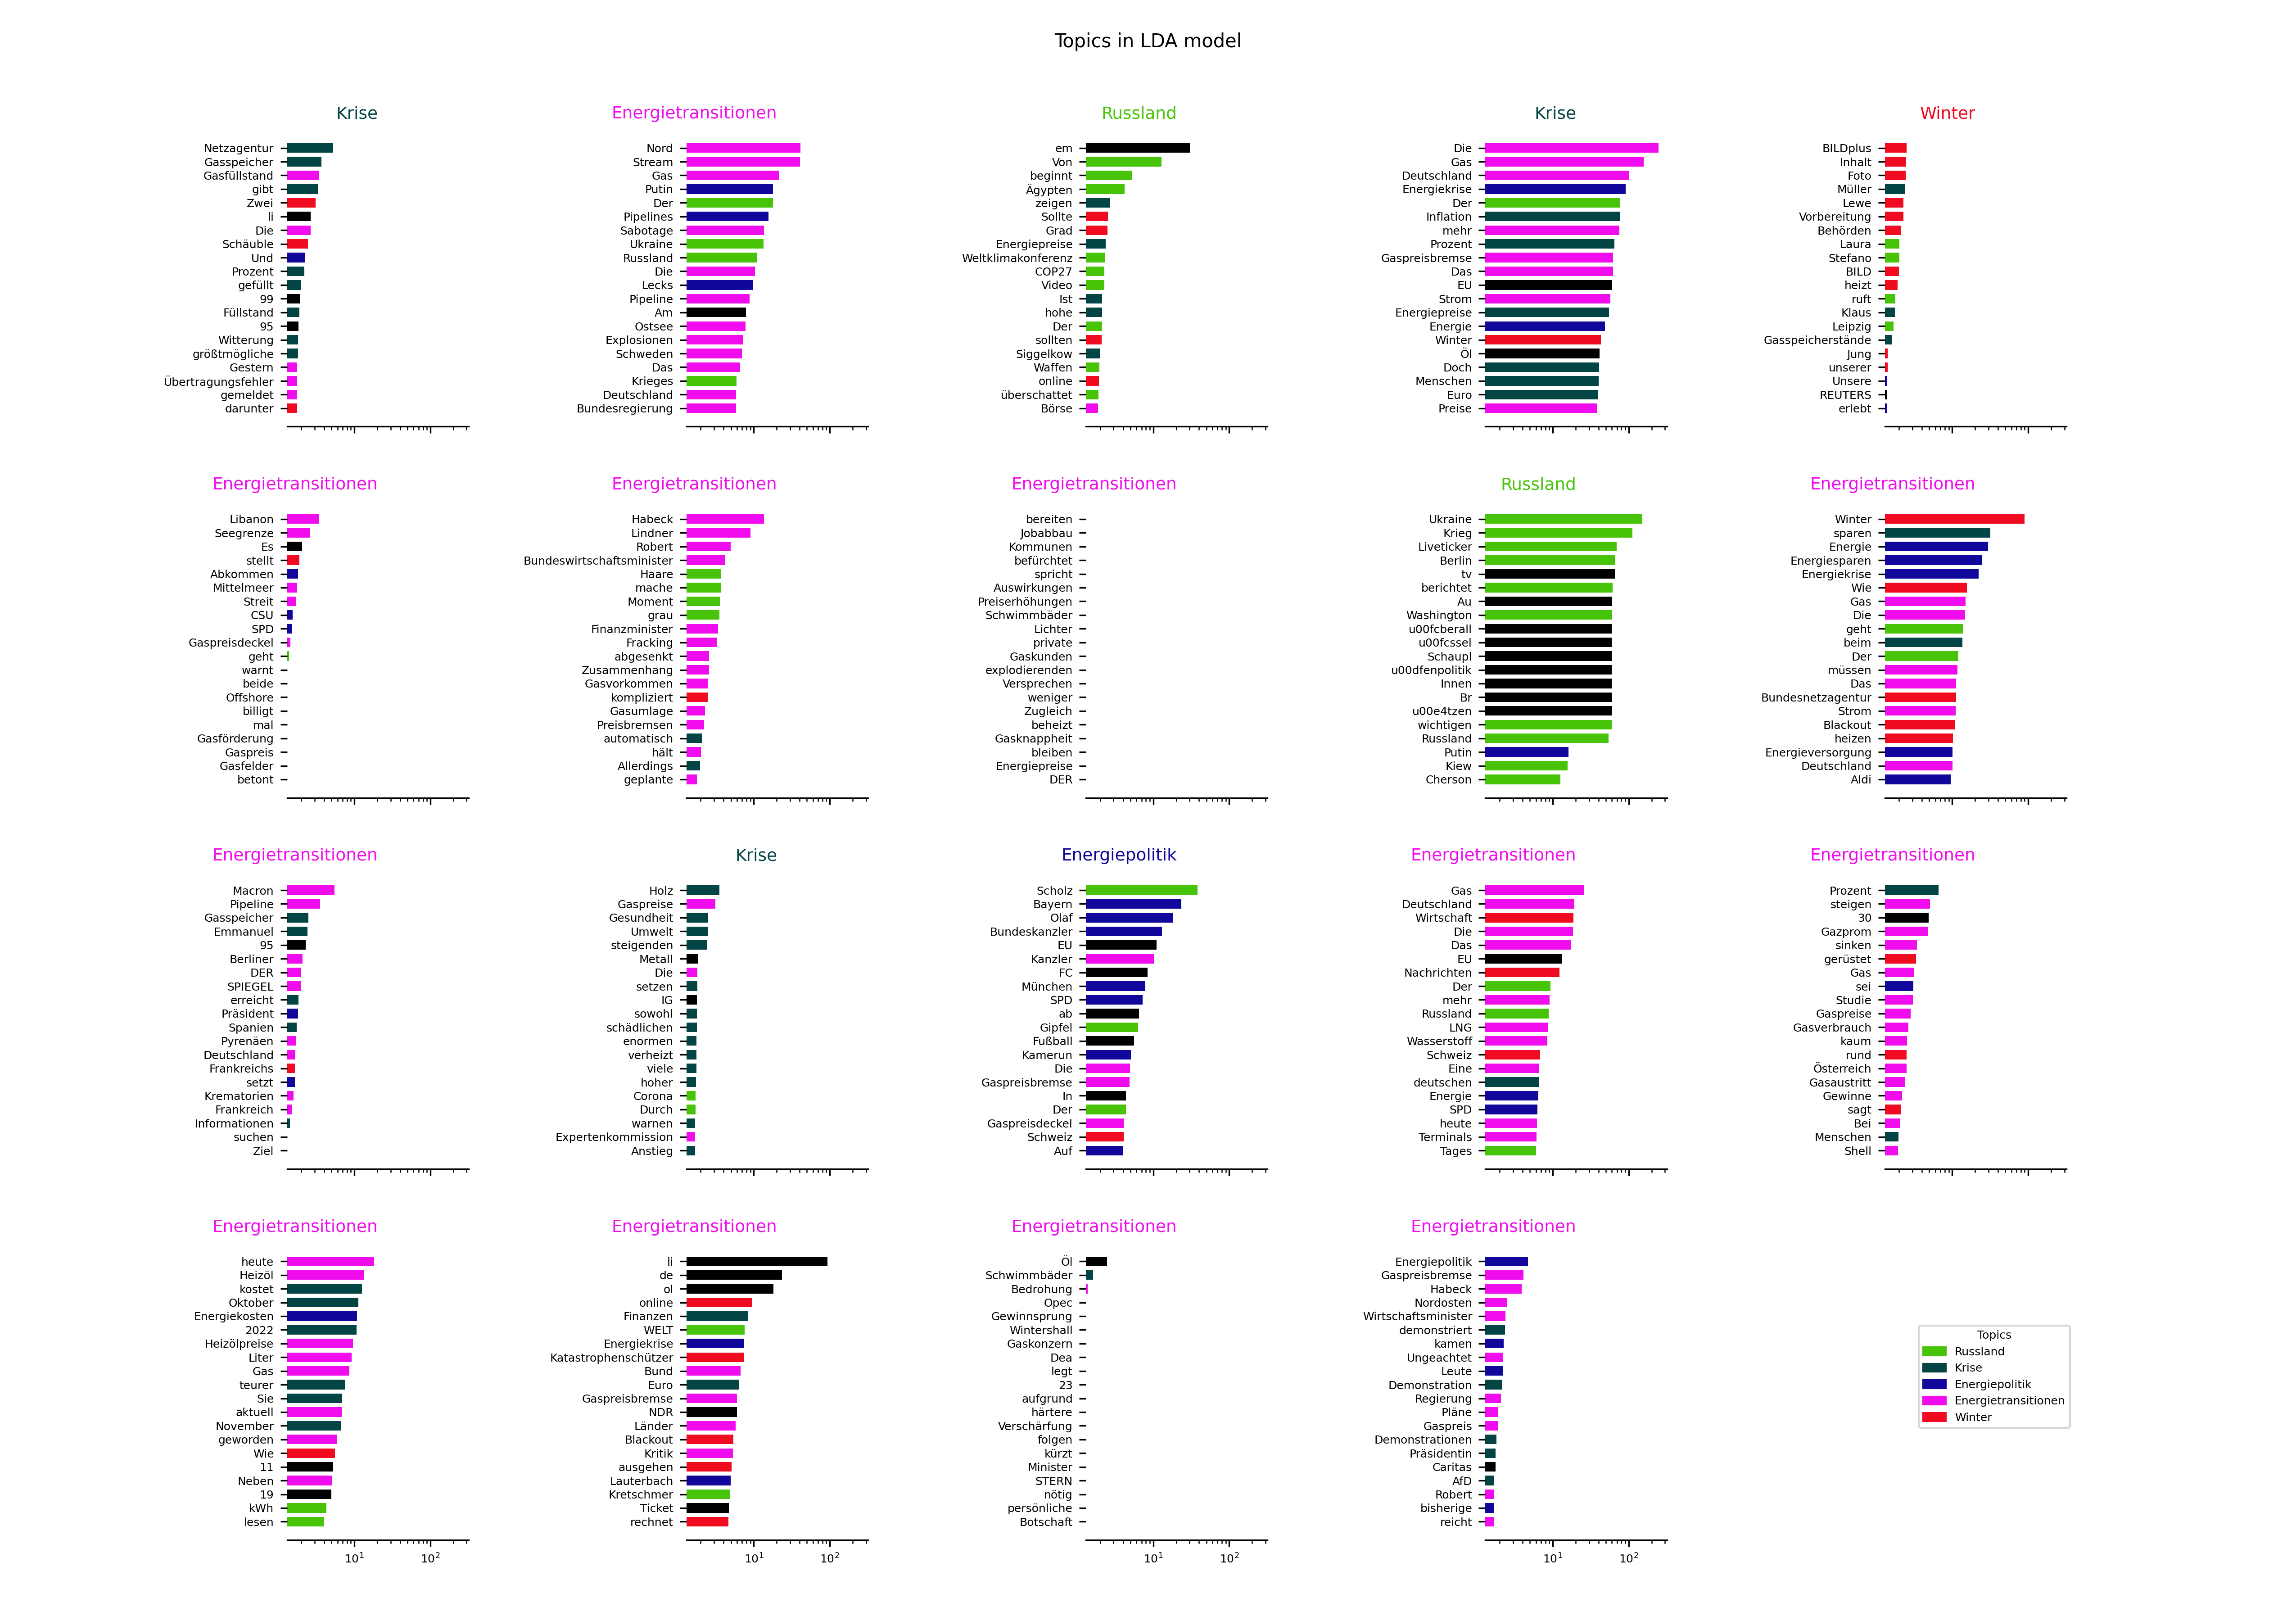 Topics in LDA model
Krise
Netzagentur
Gasspeicher
Gasfüllstand
gibt
Zwei
li
Die
Schäuble
Und
Prozent
gefüllt
99
Füllstand
95
Witterung
größtmögliche
Gestern
Übertragungsfehler
gemeldet
darunter
Energietransitionen
Nord
Stream
Gas
Putin
Der
Pipelines
Sabotage
Ukraine
Russland
Die
Lecks
Pipeline
Am
Ostsee
Explosionen
Schweden
Das
Krieges
Deutschland
Bundesregierung
Russland
em
Von
beginnt
Ägypten
zeigen
Sollte
Grad
Energiepreise
Weltklimakonferenz
COP27
Video
Ist
hohe
Der
sollten
Siggelkow
Waffen
online
überschattet
Börse
Krise
Die
Gas
Deutschland
Energiekrise
Der
Inflation
mehr
Prozent
Gaspreisbremse
Das
EU
Strom
Energiepreise
Energie
Winter
Öl
Doch
Menschen
Euro
Preise
Winter
BILDplus
Inhalt
Foto
Müller
Lewe
Vorbereitung
Behörden
Laura
Stefano
BILD
heizt
ruft
Klaus
Leipzig
Gasspeicherstände
Jung
unserer
Unsere
REUTERS
erlebt
Energietransitionen
Libanon
Seegrenze
Es
stellt
Abkommen
Mittelmeer
Streit
CSU
SPD
Gaspreisdeckel
geht
warnt
beide
Offshore
billigt
mal
Gasförderung
Gaspreis
Gasfelder
betont
Energietransitionen
Habeck
Lindner
Robert
Bundeswirtschaftsminister
Haare
mache
Moment
grau
Finanzminister
Fracking
abgesenkt
Zusammenhang
Gasvorkommen
kompliziert
Gasumlage
Preisbremsen
automatisch
hält
Allerdings
geplante
Energietransitionen
bereiten
Jobabbau
Kommunen
befürchtet
spricht
Auswirkungen
Preiserhöhungen
Schwimmbäder
Lichter
private
Gaskunden
explodierenden
Versprechen
weniger
Zugleich
beheizt
Gasknappheit
bleiben
Energiepreise
DER
Russland
Ukraine
Krieg
Liveticker
Berlin
tv
berichtet
Au
Washington
u00fcberall
u00fcssel
Schaupl
u00dfenpolitik
Innen
Br
u00e4tzen
wichtigen
Russland
Putin
Kiew
Cherson
Energietransitionen
Winter
sparen
Energie
Energiesparen
Energiekrise
Wie
Gas
Die
geht
beim
Der
müssen
Das
Bundesnetzagentur
Strom
Blackout
heizen
Energieversorgung
Deutschland
Aldi
Energietransitionen
Macron
Pipeline
Gasspeicher
Emmanuel
95
Berliner
DER
SPIEGEL
erreicht
Präsident
Spanien
Pyrenäen
Deutschland
Frankreichs
setzt
Krematorien
Frankreich
Informationen
suchen
Ziel
Krise
Holz
Gaspreise
Gesundheit
Umwelt
steigenden
Metall
Die
setzen
IG
sowohl
schädlichen
enormen
verheizt
viele
hoher
Corona
Durch
warnen
Expertenkommission
Anstieg
Energiepolitik
Scholz
Bayern
Olaf
Bundeskanzler
EU
Kanzler
FC
München
SPD
ab
Gipfel
Fußball
Kamerun
Die
Gaspreisbremse
In
Der
Gaspreisdeckel
Schweiz
Auf
Energietransitionen
Gas
Deutschland
Wirtschaft
Die
Das
EU
Nachrichten
Der
mehr
Russland
LNG
Wasserstoff
Schweiz
Eine
deutschen
Energie
SPD
heute
Terminals
Tages
Energietransitionen
Prozent
steigen
30
Gazprom
sinken
gerüstet
Gas
sei
Studie
Gaspreise
Gasverbrauch
kaum
rund
Österreich
Gasaustritt
Gewinne
sagt
Bei
Menschen
Shell
Energietransitionen
heute
Heizöl
kostet
Oktober
Energiekosten
2022
Heizölpreise
Liter
Gas
teurer
Sie
aktuell
November
geworden
Wie
11
Neben
19
kWh
lesen
10¹ 10²
Energietransitionen
li
de
ol
online
Finanzen
WELT
Energiekrise
Katastrophenschützer
Bund
Euro
Gaspreisbremse
NDR
Länder
Blackout
Kritik
ausgehen
Lauterbach
Kretschmer
Ticket
rechnet
10¹ 10²
Energietransitionen
Öl
Schwimmbäder
Bedrohung
Opec
Gewinnsprung
Wintershall
Gaskonzern
Dea
legt
23
aufgrund
härtere
Verschärfung
folgen
kürzt
Minister
STERN
nötig
persönliche
Botschaft
10¹ 10²
Energietransitionen
Energiepolitik
Gaspreisbremse
Habeck
Nordosten
Wirtschaftsminister
demonstriert
kamen
Ungeachtet
Leute
Demonstration
Regierung
Pläne
Gaspreis
Demonstrationen
Präsidentin
Caritas
AfD
Robert
bisherige
reicht
10¹ 10²
Topics
Russland
Krise
Energiepolitik
Energietransitionen
Winter